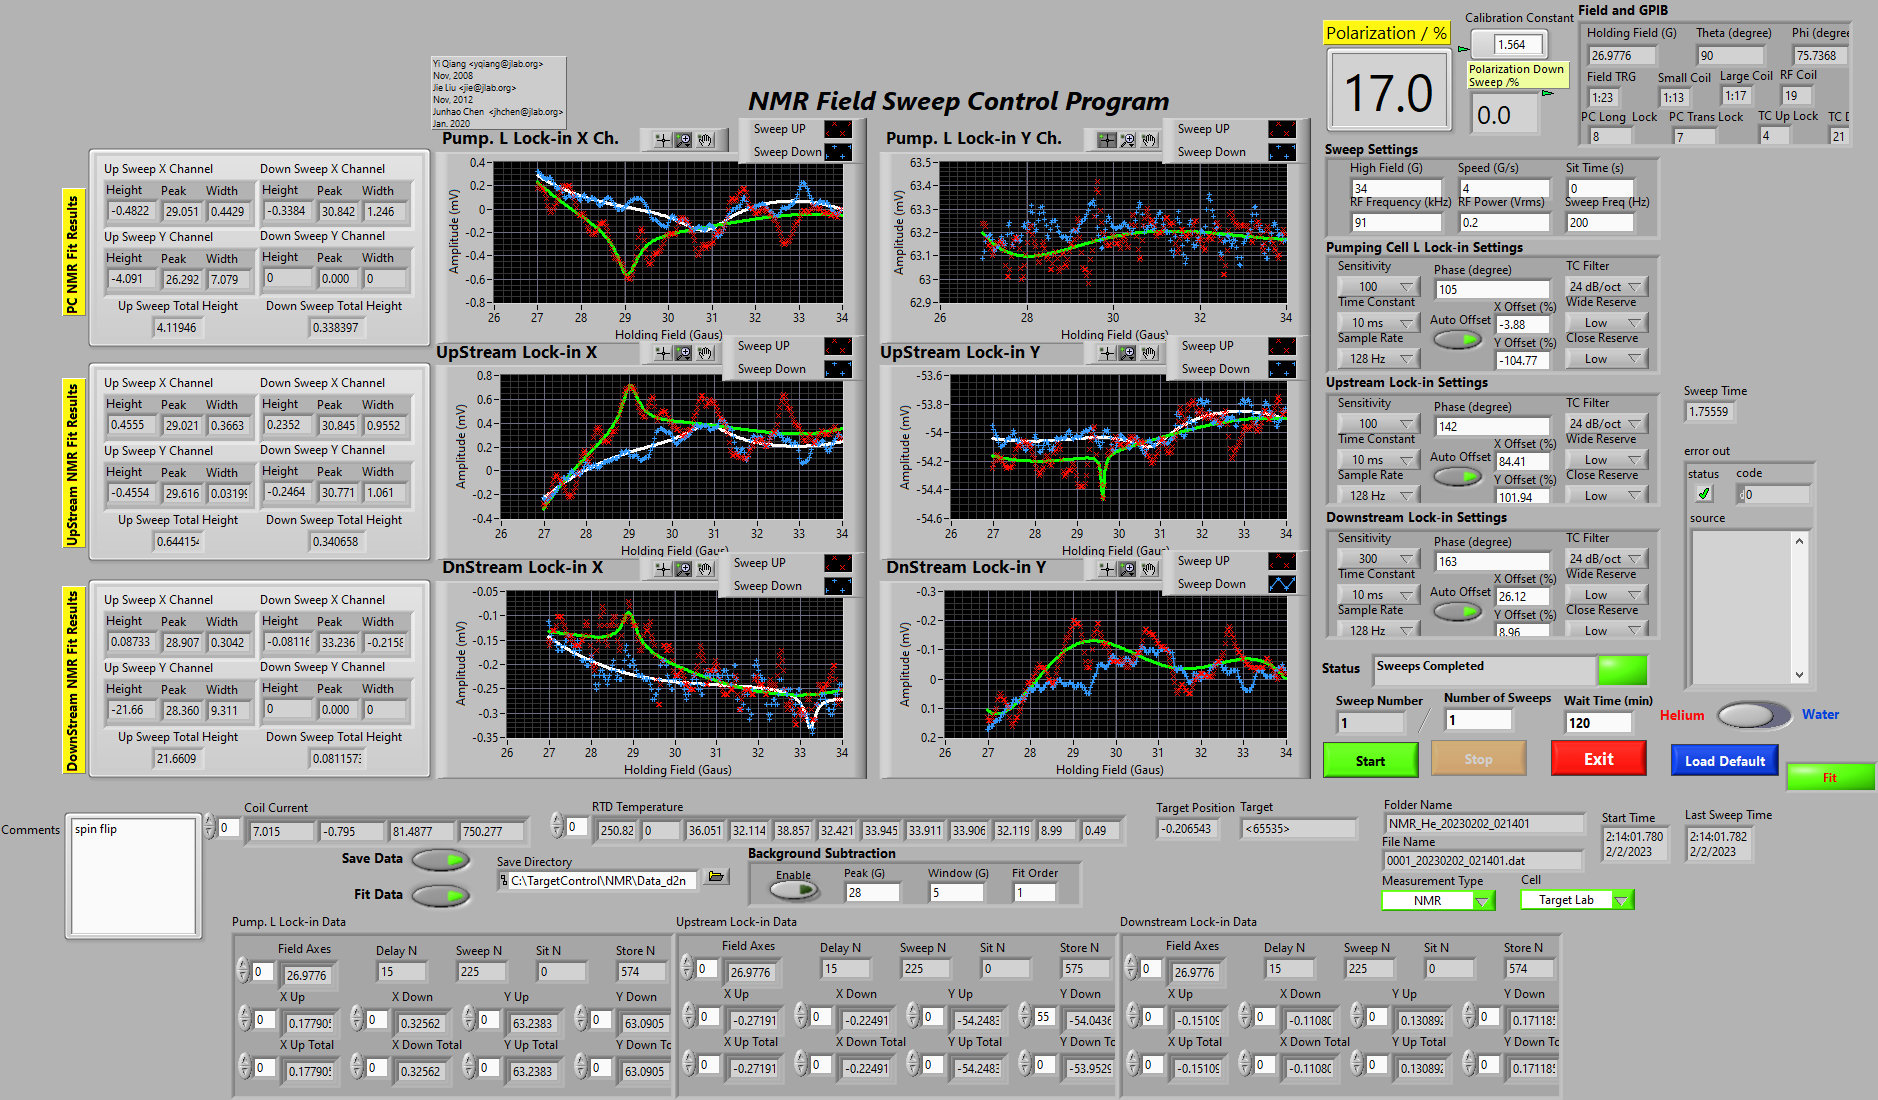 Yi Qiang <yqiang@jlab.org>
Nov, 2008
Jie Liu <jie@jlab.org>
Nov, 2012
Junhao Chen <jhchen@jlab.org>
Jan. 2020
NMR Field Sweep Control Program
Polarization / %
17.0
Calibration Constant
1.564
Polarization Down
Sweep /%
0.0
Field and GPIB
Holding Field (G) Theta (degree) Phi (degree
26.9776 90 75.7368
Field TRG Small Coil Large Coil RF Coil
1:23 1:13 1:17 19
PC Long Lock PC Trans Lock TC Up Lock TC D
8 7 4 21
PC NMR Fit Results
Up Sweep X Channel Down Sweep X Channel
Height Peak Width Height Peak Width
-0.4822 29.051 0.4429 -0.3384 30.842 1.246
Up Sweep Y Channel Down Sweep Y Channel
Height Peak Width Height Peak Width
-4.091 26.292 7.079 0 0.000 0
Up Sweep Total Height Down Sweep Total Height
4.11946 0.338397
UpStream NMR Fit Results
Up Sweep X Channel Down Sweep X Channel
Height Peak Width Height Peak Width
0.4555 29.021 0.3663 0.2352 30.845 0.9552
Up Sweep Y Channel Down Sweep Y Channel
Height Peak Width Height Peak Width
-0.4554 29.616 0.03199 -0.2464 30.771 1.061
Up Sweep Total Height Down Sweep Total Height
0.644154 0.340658
DownStream NMR Fit Results
Up Sweep X Channel Down Sweep X Channel
Height Peak Width Height Peak Width
0.08733 28.907 0.3042 -0.08116 33.236 -0.2158
Up Sweep Y Channel Down Sweep Y Channel
Height Peak Width Height Peak Width
-21.66 28.360 9.311 0 0.000 0
Up Sweep Total Height Down Sweep Total Height
21.6609 0.081157
Pump. L Lock-in X Ch.
Sweep UP
Sweep Down
Amplitude (mV)
0.4
0.2
0
-0.2
-0.4
-0.6
-0.8
26 27 28 29 30 31 32 33 34
Holding Field (Gaus)
Pump. L Lock-in Y Ch.
Sweep UP
Sweep Down
Amplitude (mV)
63.5
63.4
63.3
63.2
63.1
63
62.9
26 28 30 32 34
Holding Field (Gaus)
UpStream Lock-in X
Sweep UP
Sweep Down
Amplitude (mV)
0.8
0.6
0.4
0.2
0
-0.2
-0.4
26 27 28 29 30 31 32 33 34
Holding Field (Gaus)
UpStream Lock-in Y
Sweep UP
Sweep Down
Amplitude (mV)
-53.6
-53.8
-54
-54.2
-54.4
-54.6
26 27 28 29 30 31 32 33 34
Holding Field (Gaus)
DnStream Lock-in X
Sweep UP
Sweep Down
Amplitude (mV)
-0.05
-0.1
-0.15
-0.2
-0.25
-0.3
-0.35
26 27 28 29 30 31 32 33 34
Holding Field (Gaus)
DnStream Lock-in Y
Sweep UP
Sweep Down
Amplitude (mV)
-0.3
-0.2
-0.1
0
0.1
0.2
26 27 28 29 30 31 32 33 34
Holding Field (Gaus)
Sweep Settings
High Field (G) Speed (G/s) Sit Time (s)
34 4 0
RF Frequency (kHz) RF Power (Vrms) Sweep Freq (Hz)
91 0.2 200
Pumping Cell L Lock-in Settings
Sensitivity Phase (degree) TC Filter
100 105 24 dB/oct
Time Constant X Offset (%) Wide Reserve
10 ms Auto Offset -3.88 Low
Sample Rate Y Offset (%) Close Reserve
128 Hz -104.77 Low
Upstream Lock-in Settings
Sensitivity Phase (degree) TC Filter
100 142 24 dB/oct
Time Constant X Offset (%) Wide Reserve
10 ms Auto Offset 84.41 Low
Sample Rate Y Offset (%) Close Reserve
128 Hz 101.94 Low
Downstream Lock-in Settings
Sensitivity Phase (degree) TC Filter
300 163 24 dB/oct
Time Constant X Offset (%) Wide Reserve
10 ms Auto Offset 26.12 Low
Sample Rate Y Offset (%) Close Reserve
128 Hz 8.96 Low
Sweep Time
1.75559
error out
status code
0
source
Status Sweeps Completed
Sweep Number Number of Sweeps Wait Time (min)
1 / 1 120
Helium Water
Start Stop Exit Load Default Fit
Comments
spin flip
Coil Current
0 7.015 -0.795 81.4877 750.277
RTD Temperature
0 250.82 0 36.051 32.114 38.857 32.421 33.945 33.911 33.906 32.119 8.99 0.49
Target Position Target
-0.206543 <65535>
Folder Name
NMR_He_20230202_021401
File Name
0001_20230202_021401.dat
Start Time
2:14:01.780
2/2/2023
Last Sweep Time
2:14:01.782
2/2/2023
Save Data
Fit Data
Save Directory
C:\TargetControl\NMR\Data_d2n
Background Subtraction
Enable Peak (G) Window (G) Fit Order
28 5 1
Measurement Type Cell
NMR Target Lab
Pump. L Lock-in Data
Field Axes Delay N Sweep N Sit N Store N
0 26.9776 15 225 0 574
X Up X Down Y Up Y Down
0 0.17790 0 0.32562 0 63.2383 0 63.0905
X Up Total X Down Total Y Up Total Y Down To
0 0.17790 0 0.32562 0 63.2383 0 63.0905
Upstream Lock-in Data
Field Axes Delay N Sweep N Sit N Store N
0 26.9776 15 225 0 575
X Up X Down Y Up Y Down
0 -0.27191 0 -0.22491 0 -54.2483 55 -54.0436
X Up Total X Down Total Y Up Total Y Down To
0 -0.27191 0 -0.22491 0 -54.2483 0 -53.9529
Downstream Lock-in Data
Field Axes Delay N Sweep N Sit N Store N
0 26.9776 15 225 0 574
X Up X Down Y Up Y Down
0 -0.15109 0 -0.11080 0 0.130892 0 0.171185
X Up Total X Down Total Y Up Total Y Down To
0 -0.15109 0 -0.11080 0 0.130892 0 0.171185